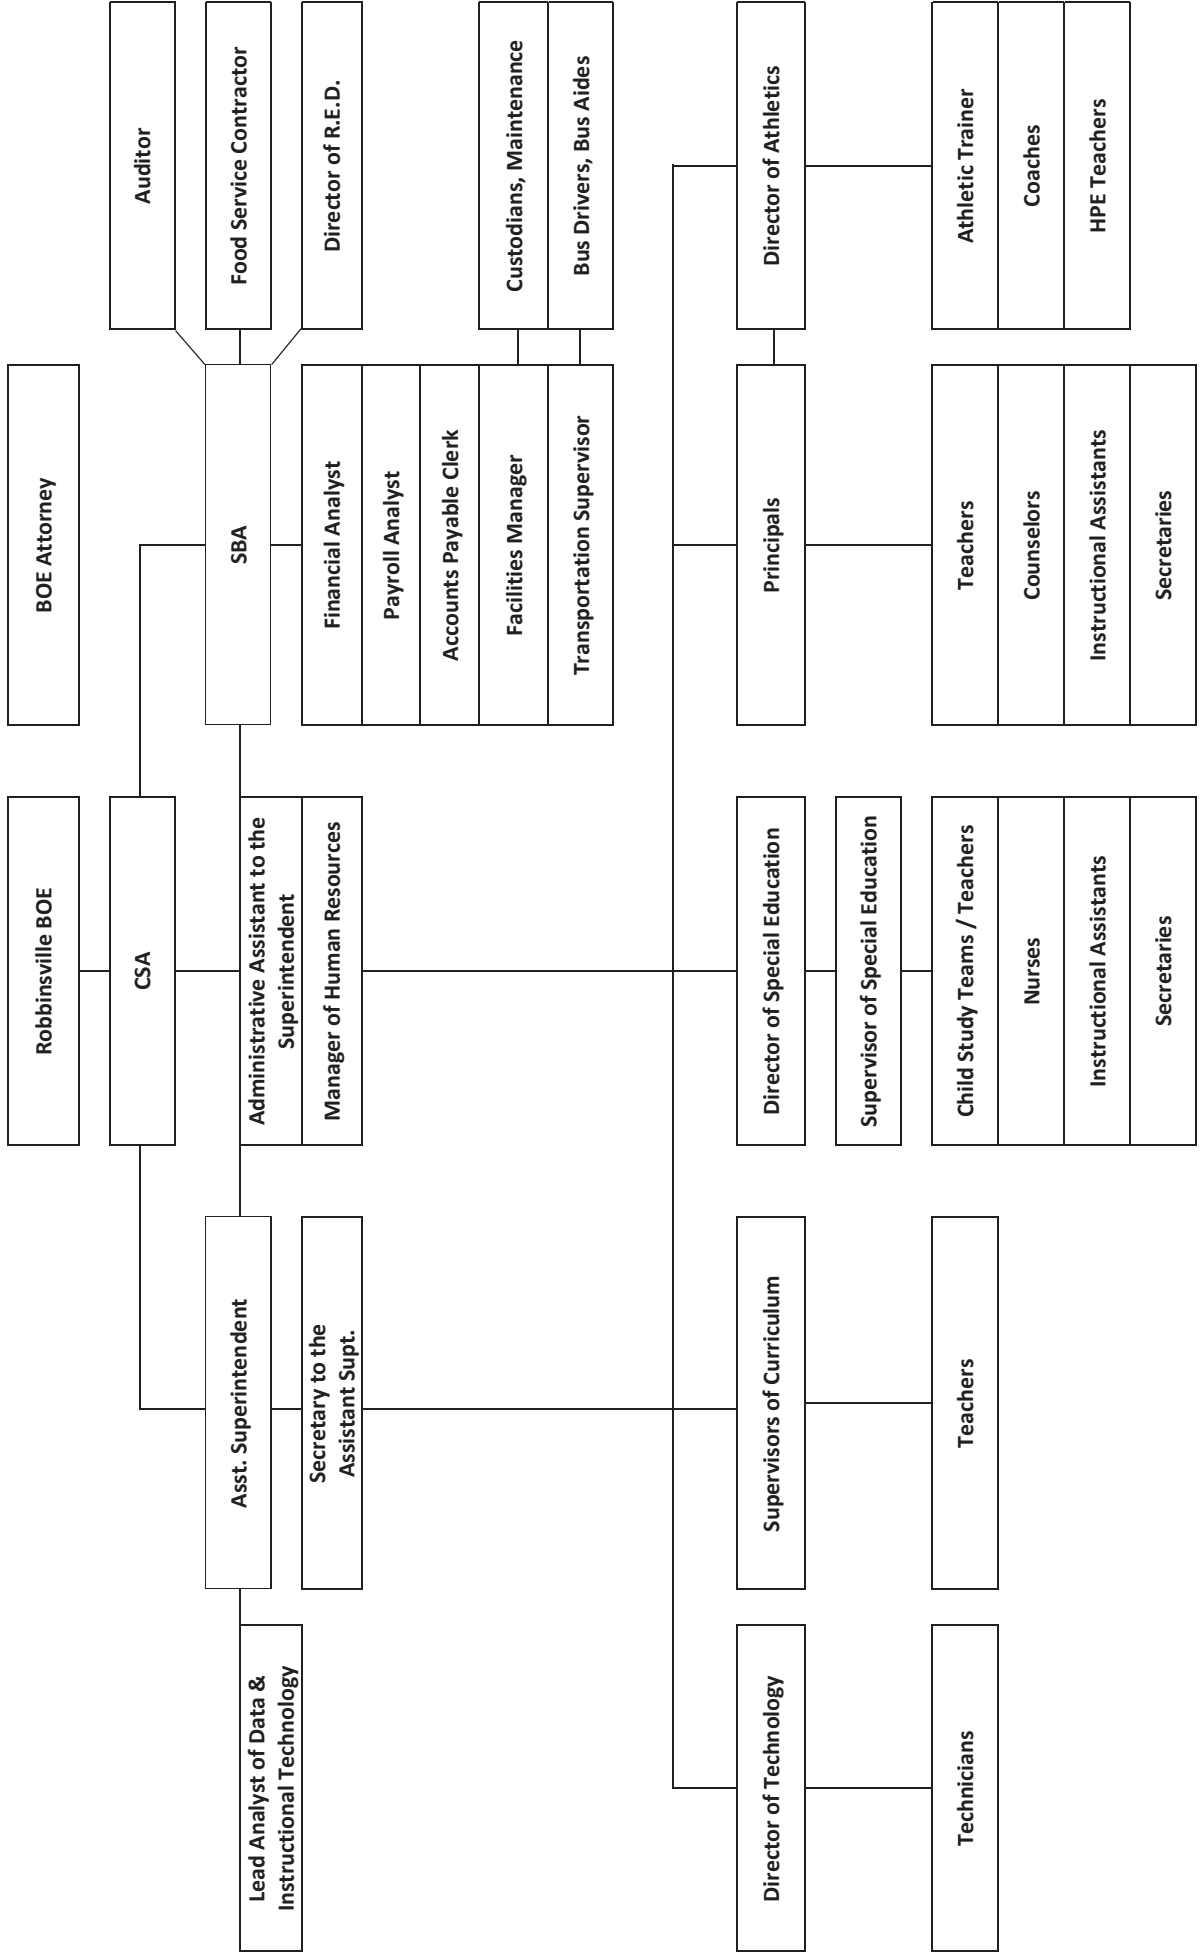 Robbinsville BOE
BOE Attorney
CSA
Auditor
Asst. Superintendent
SBA
Food Service Contractor
Lead Analyst of Data &
Instructional Technology
Secretary to the
Assistant Supt.
Administrative Assistant to the
Superintendent
Manager of Human Resources
Director of R.E.D.
Financial Analyst
Payroll Analyst
Accounts Payable Clerk
Facilities Manager
Custodians, Maintenance
Transportation Supervisor
Bus Drivers, Bus Aides
Director of Technology
Supervisors of Curriculum
Director of Special Education
Principals
Director of Athletics
Supervisor of Special Education
Technicians
Teachers
Child Study Teams / Teachers
Nurses
Instructional Assistants
Secretaries
Teachers
Counselors
Instructional Assistants
Secretaries
Athletic Trainer
Coaches
HPE Teachers